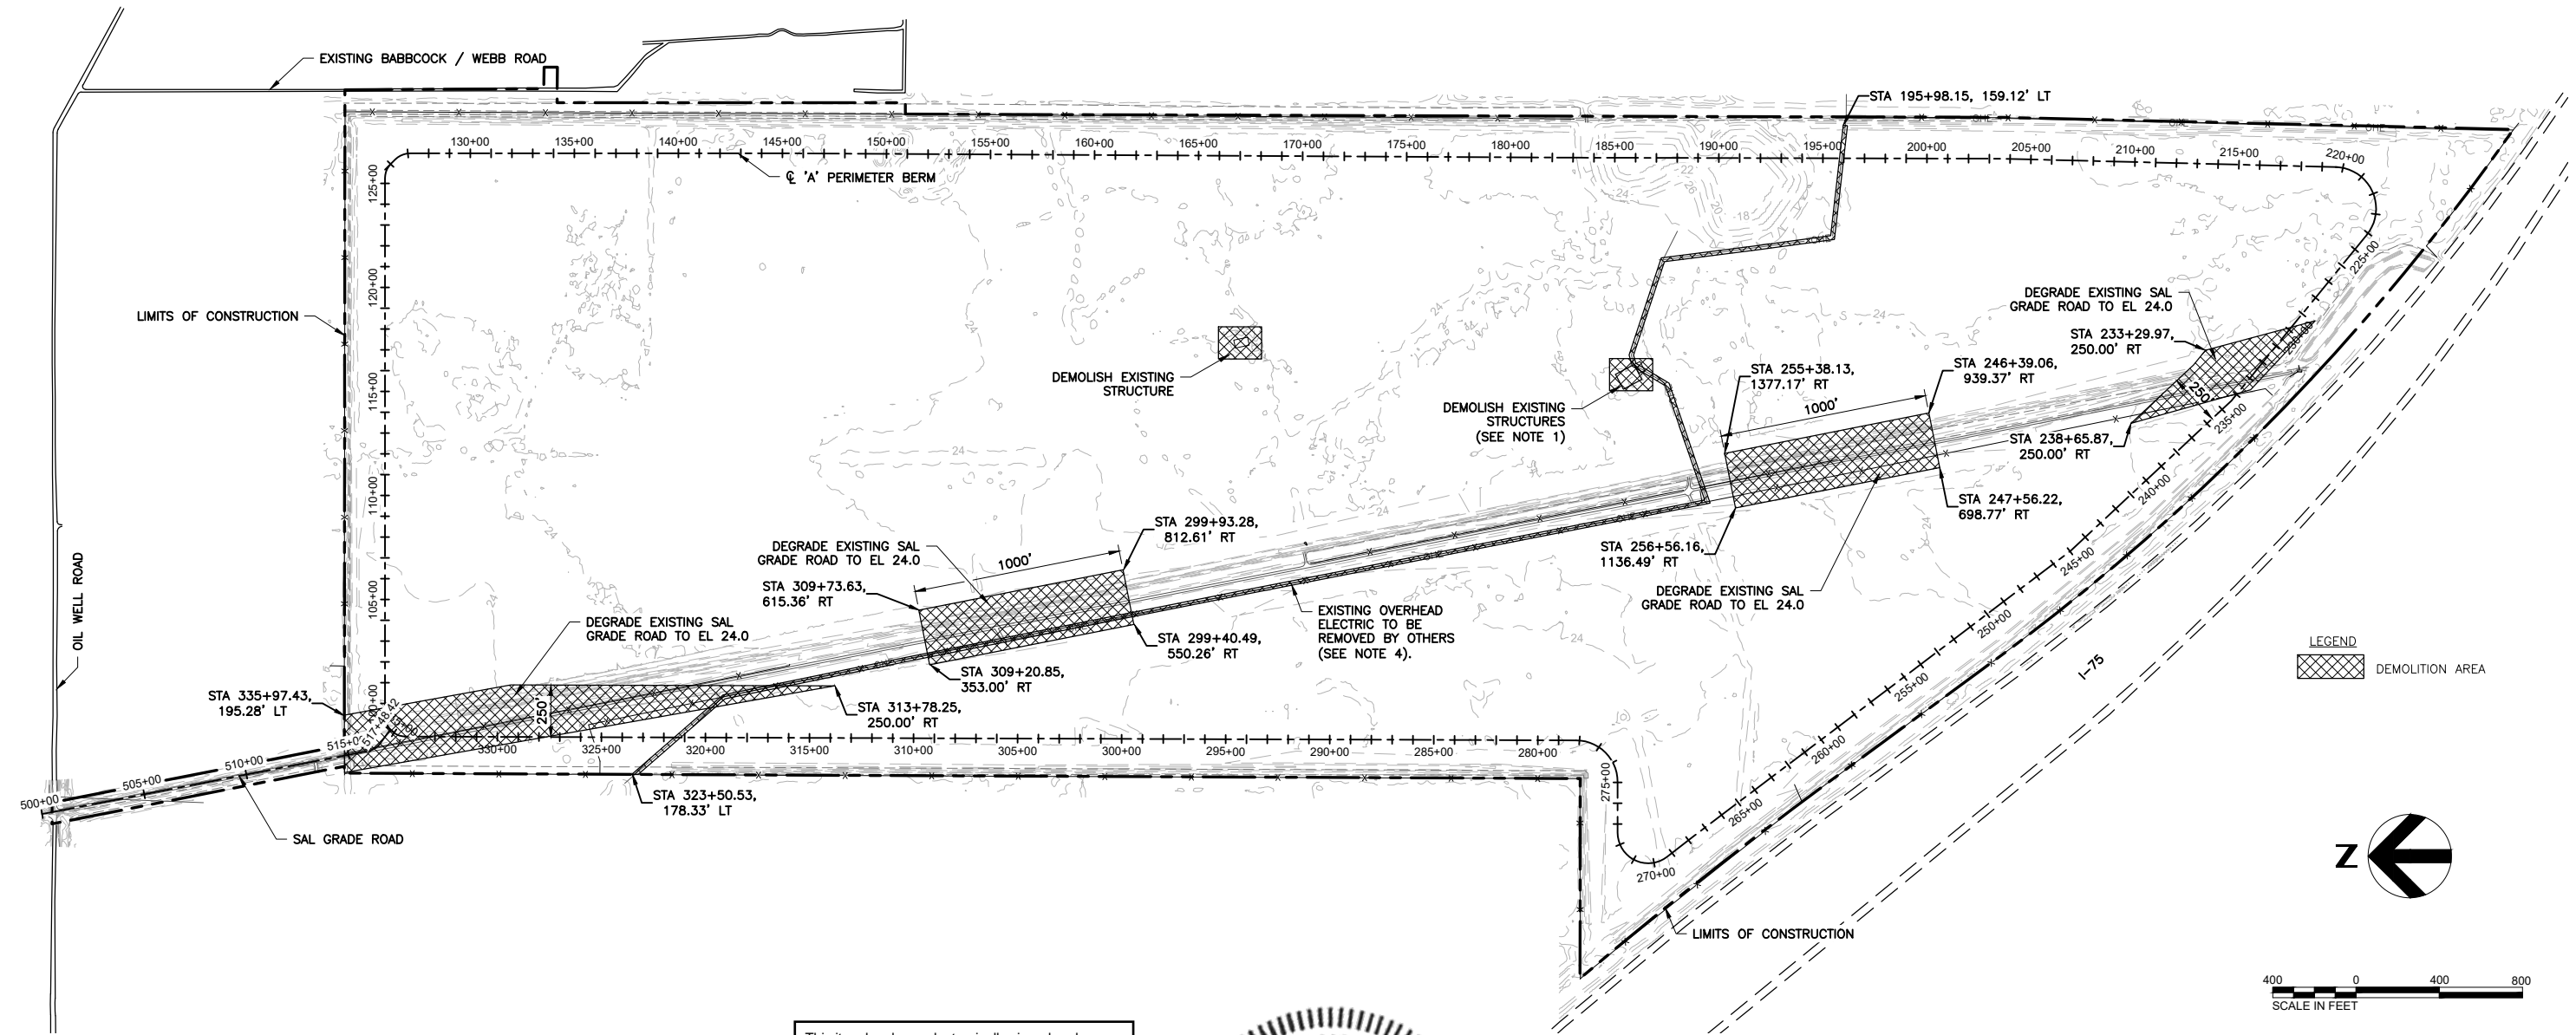 EXISTING BABBCOCK / WEBB ROAD
STA 195+98.15, 159.12' LT
130+00
135+00
140+00
145+00
150+00
155+00
160+00
165+00
170+00
175+00
180+00
185+00
190+00
195+00
200+00
205+00
210+00
215+00
220+00
℄ 'A' PERIMETER BERM
125+00
120+00
115+00
110+00
105+00
100+00
225+00
230+00
235+00
240+00
245+00
250+00
255+00
260+00
265+00
270+00
275+00
LIMITS OF CONSTRUCTION
OIL WELL ROAD
DEMOLISH EXISTING
STRUCTURE
DEMOLISH EXISTING
STRUCTURES
(SEE NOTE 1)
DEGRADE EXISTING SAL
GRADE ROAD TO EL 24.0
STA 233+29.97,
250.00' RT
250'
STA 238+65.87,
250.00' RT
STA 255+38.13,
1377.17' RT
1000'
STA 246+39.06,
939.37' RT
STA 247+56.22,
698.77' RT
STA 256+56.16,
1136.49' RT
DEGRADE EXISTING SAL
GRADE ROAD TO EL 24.0
STA 299+93.28,
812.61' RT
DEGRADE EXISTING SAL
GRADE ROAD TO EL 24.0
1000'
STA 309+73.63,
615.36' RT
STA 299+40.49,
550.26' RT
STA 309+20.85,
353.00' RT
EXISTING OVERHEAD
ELECTRIC TO BE
REMOVED BY OTHERS
(SEE NOTE 4).
DEGRADE EXISTING SAL
GRADE ROAD TO EL 24.0
250'
STA 335+97.43,
195.28' LT
STA 313+78.25,
250.00' RT
517+48.42
515+0
510+00
505+00
500+00
330+00
325+00
320+00
315+00
310+00
305+00
300+00
295+00
290+00
285+00
280+00
STA 323+50.53,
178.33' LT
SAL GRADE ROAD
I-75
LIMITS OF CONSTRUCTION
LEGEND
DEMOLITION AREA
Z
400 0 400 800
SCALE IN FEET
24
22
20
18
OHE